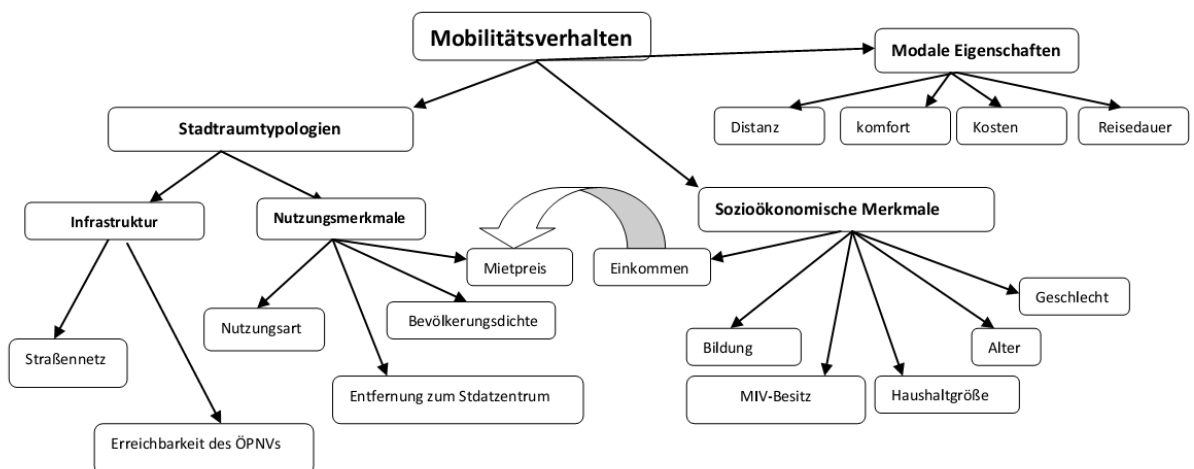 Mobilitätsverhalten
Modale Eigenschaften
Distanz
komfort
Kosten
Reisedauer
Stadtraumtypologien
Infrastruktur
Nutzungsmerkmale
Sozioökonomische Merkmale
Mietpreis
Einkommen
Geschlecht
Nutzungsart
Bevölkerungsdichte
Bildung
Alter
Straßennetz
Entfernung zum Stdatzentrum
MIV-Besitz
Haushaltgröße
Erreichbarkeit des ÖPNVs